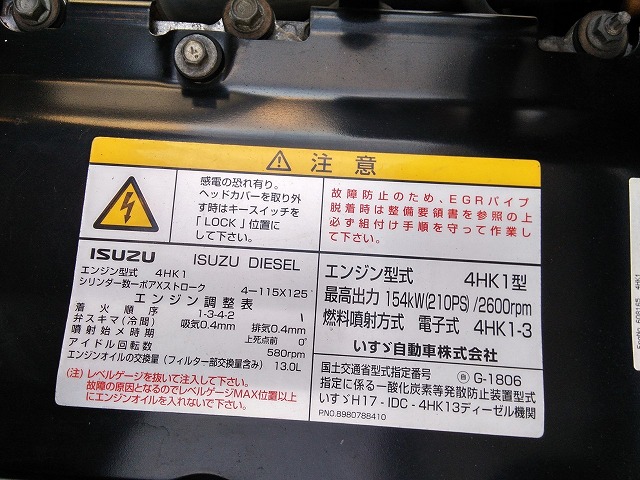 ⚠ 注意
感電の恐れ有り。
ヘッドカバーを取り外
す時はキースイッチを
「LOCK」位置に
して下さい。
故障防止のため、EGRパイプ
脱着時は整備要領書を参照の上
必ず組付け手順を守って作業し
て下さい。
ISUZU ISUZU DIESEL
エンジン型式 4HK1
シリンダー数ーボアXストローク 4-115X125
エンジン調整表
着火順序 1-3-4-2
弁スキマ(冷間) 吸気0.4mm 排気0.4mm
噴射始メ時期 上死点前 0°
アイドル回転数 580rpm
エンジンオイルの交換量(フィルター部交換量含み) 13.0L
(注)レベルゲージを抜いて注入して下さい。
故障の原因となるのでレベルゲージMAX位置以上
にエンジンオイルを入れないで下さい。
エンジン型式 4HK1型
最高出力 154kW(210PS)/2600rpm
燃料噴射方式 電子式 4HK1-3
いすゞ自動車株式会社
国土交通省型式指定番号 G-1806
指定に係る一酸化炭素等発散防止装置型式
いすゞH17-IDC-4HK13ディーゼル機関
P.NO.8980788410